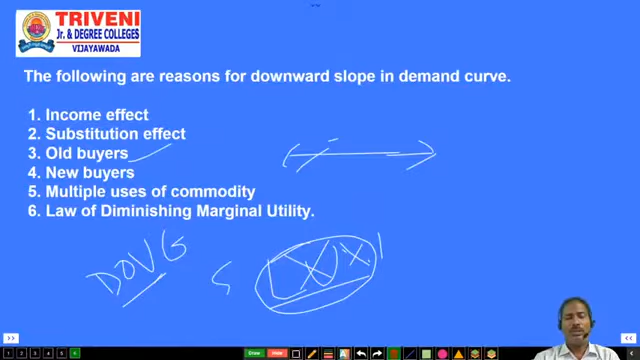 TRIVENI
Jr. & DEGREE COLLEGES
VIJAYAWADA
The following are reasons for downward slope in demand curve.
1. Income effect
2. Substitution effect
3. Old buyers
4. New buyers
5. Multiple uses of commodity
6. Law of Diminishing Marginal Utility.